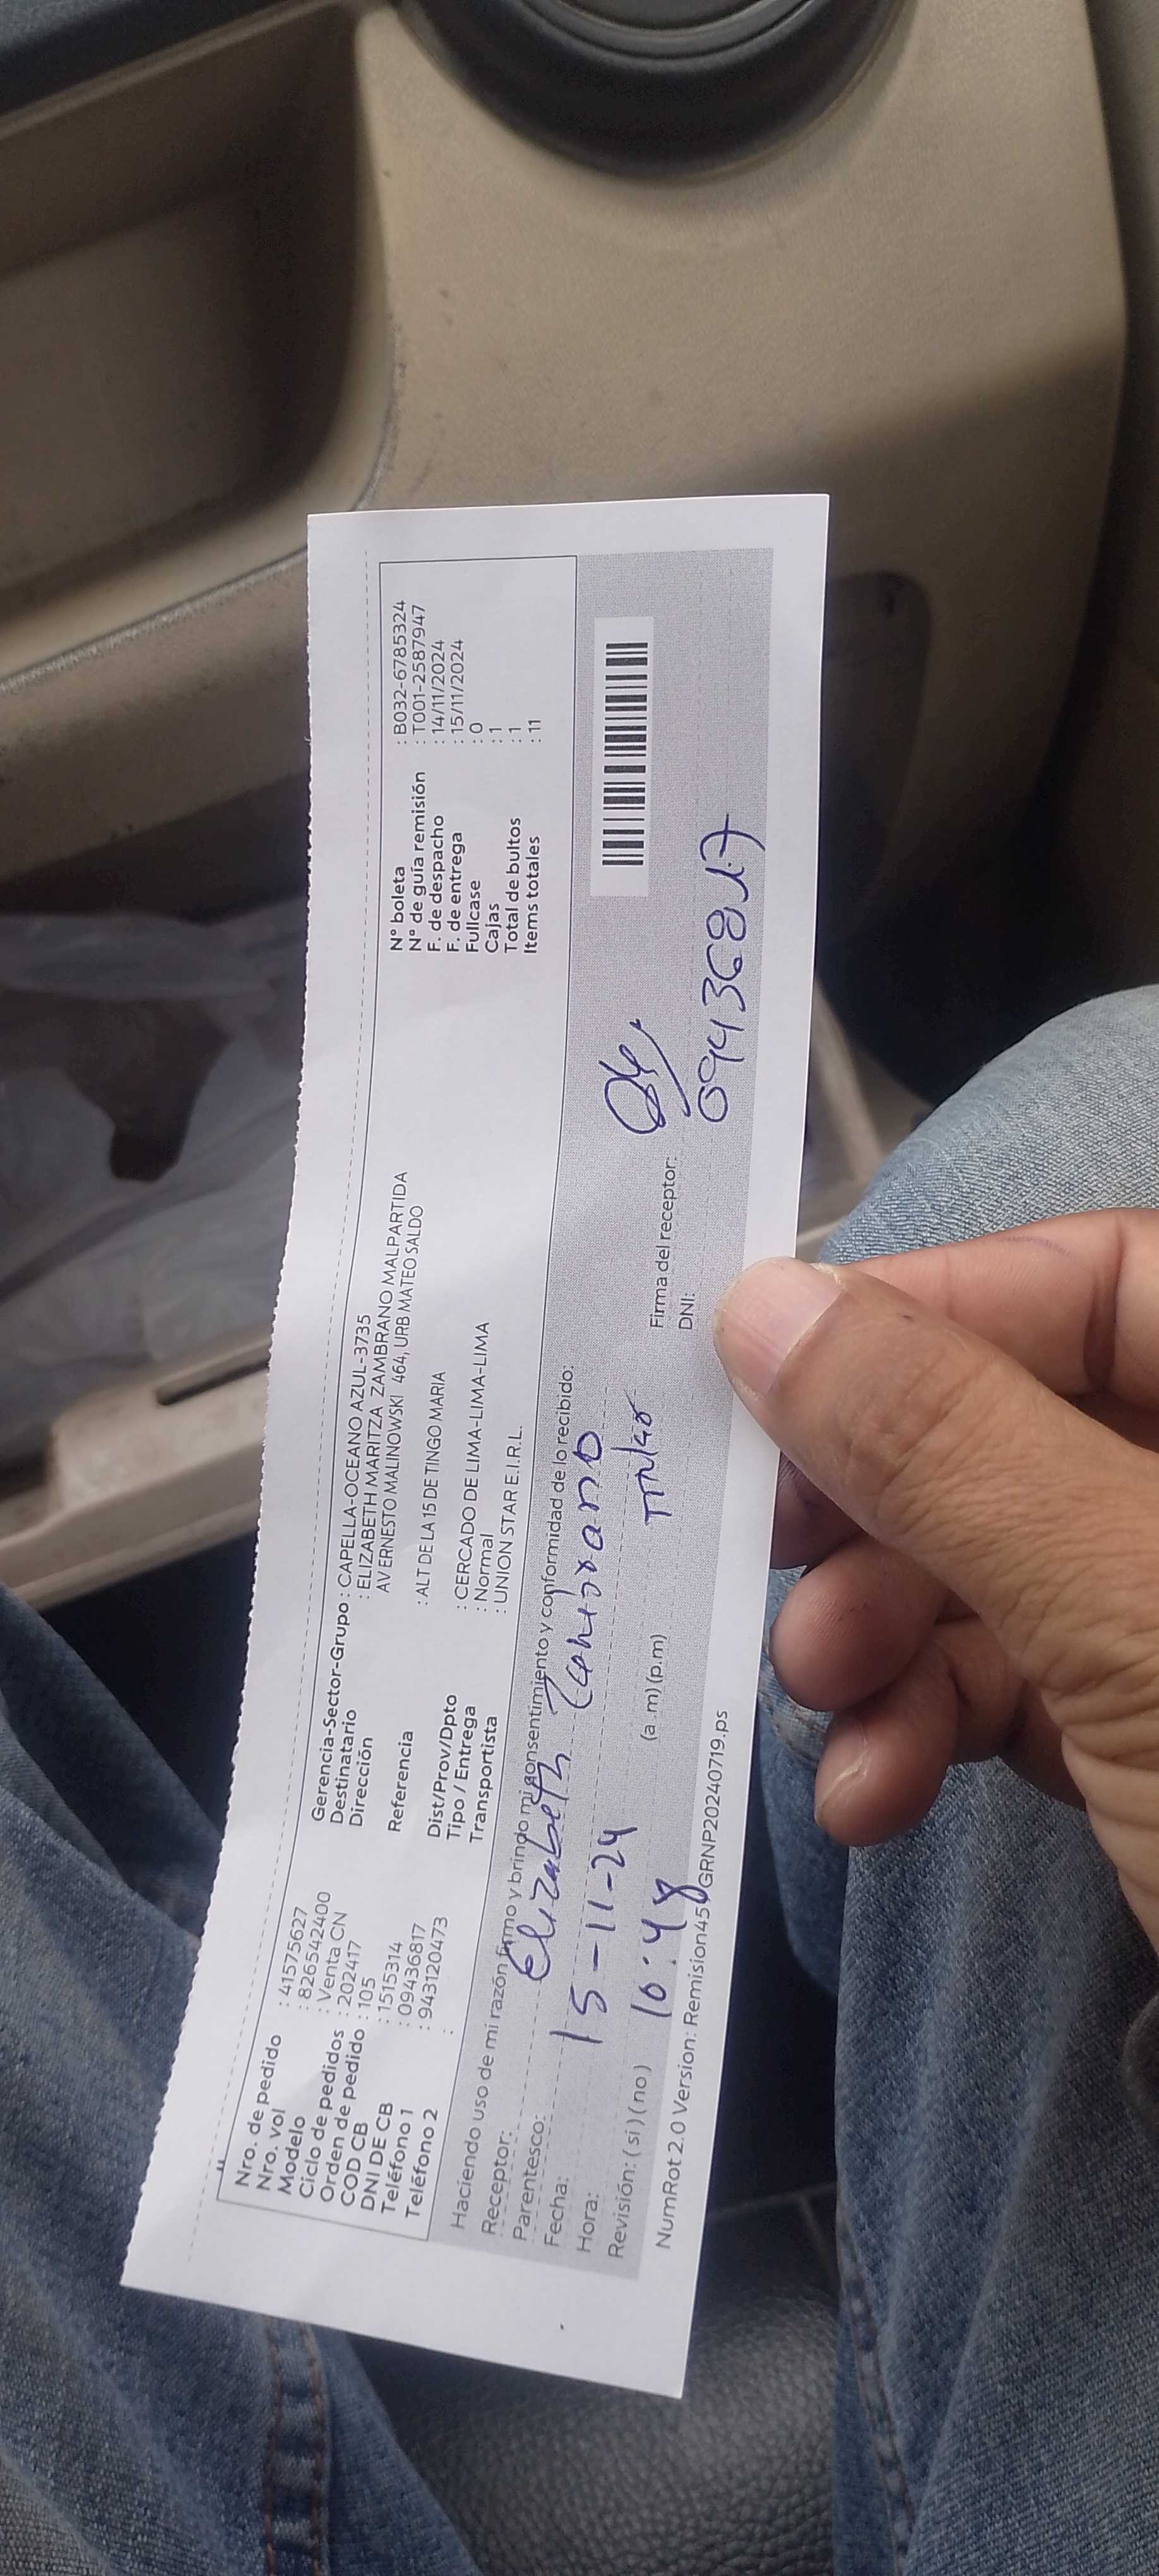 Nro. de pedido : 41575627
Nro. vol : 826542400
Modelo : Venta CN
Ciclo de pedidos : 202417
Orden de pedido : 105
COD CB : 1515314
DNI DE CB : 09436817
Teléfono 1 : 943120473
Teléfono 2 :
Gerencia-Sector-Grupo : CAPELLA-OCEANO AZUL-3735
Destinatario : ELIZABETH MARITZA ZAMBRANO MALPARTIDA
Dirección AV ERNESTO MALINOWSKI 464, URB MATEO SALDO
Referencia : ALT DE LA 15 DE TINGO MARIA
Dist/Prov/Dpto : CERCADO DE LIMA-LIMA-LIMA
Tipo / Entrega : Normal
Transportista : UNION STAR E.I.R.L.
N° boleta : B032-6785324
N° de guía remisión : T001-2587947
F. de despacho : 14/11/2024
F. de entrega : 15/11/2024
Fullcase : 0
Cajas : 1
Total de bultos : 1
Items totales : 11
Haciendo uso de mi razón firmo y brindo mi consentimiento y conformidad de lo recibido:
Receptor: Elizabeth Zambrano
Parentesco: Titular
Fecha: 15-11-24
Hora: 10:48 (a .m) (p.m)
Revisión: ( si ) ( no )
Firma del receptor:
DNI: 09436817
NumRot 2.0 Version: Remision450GRNP20240719.ps